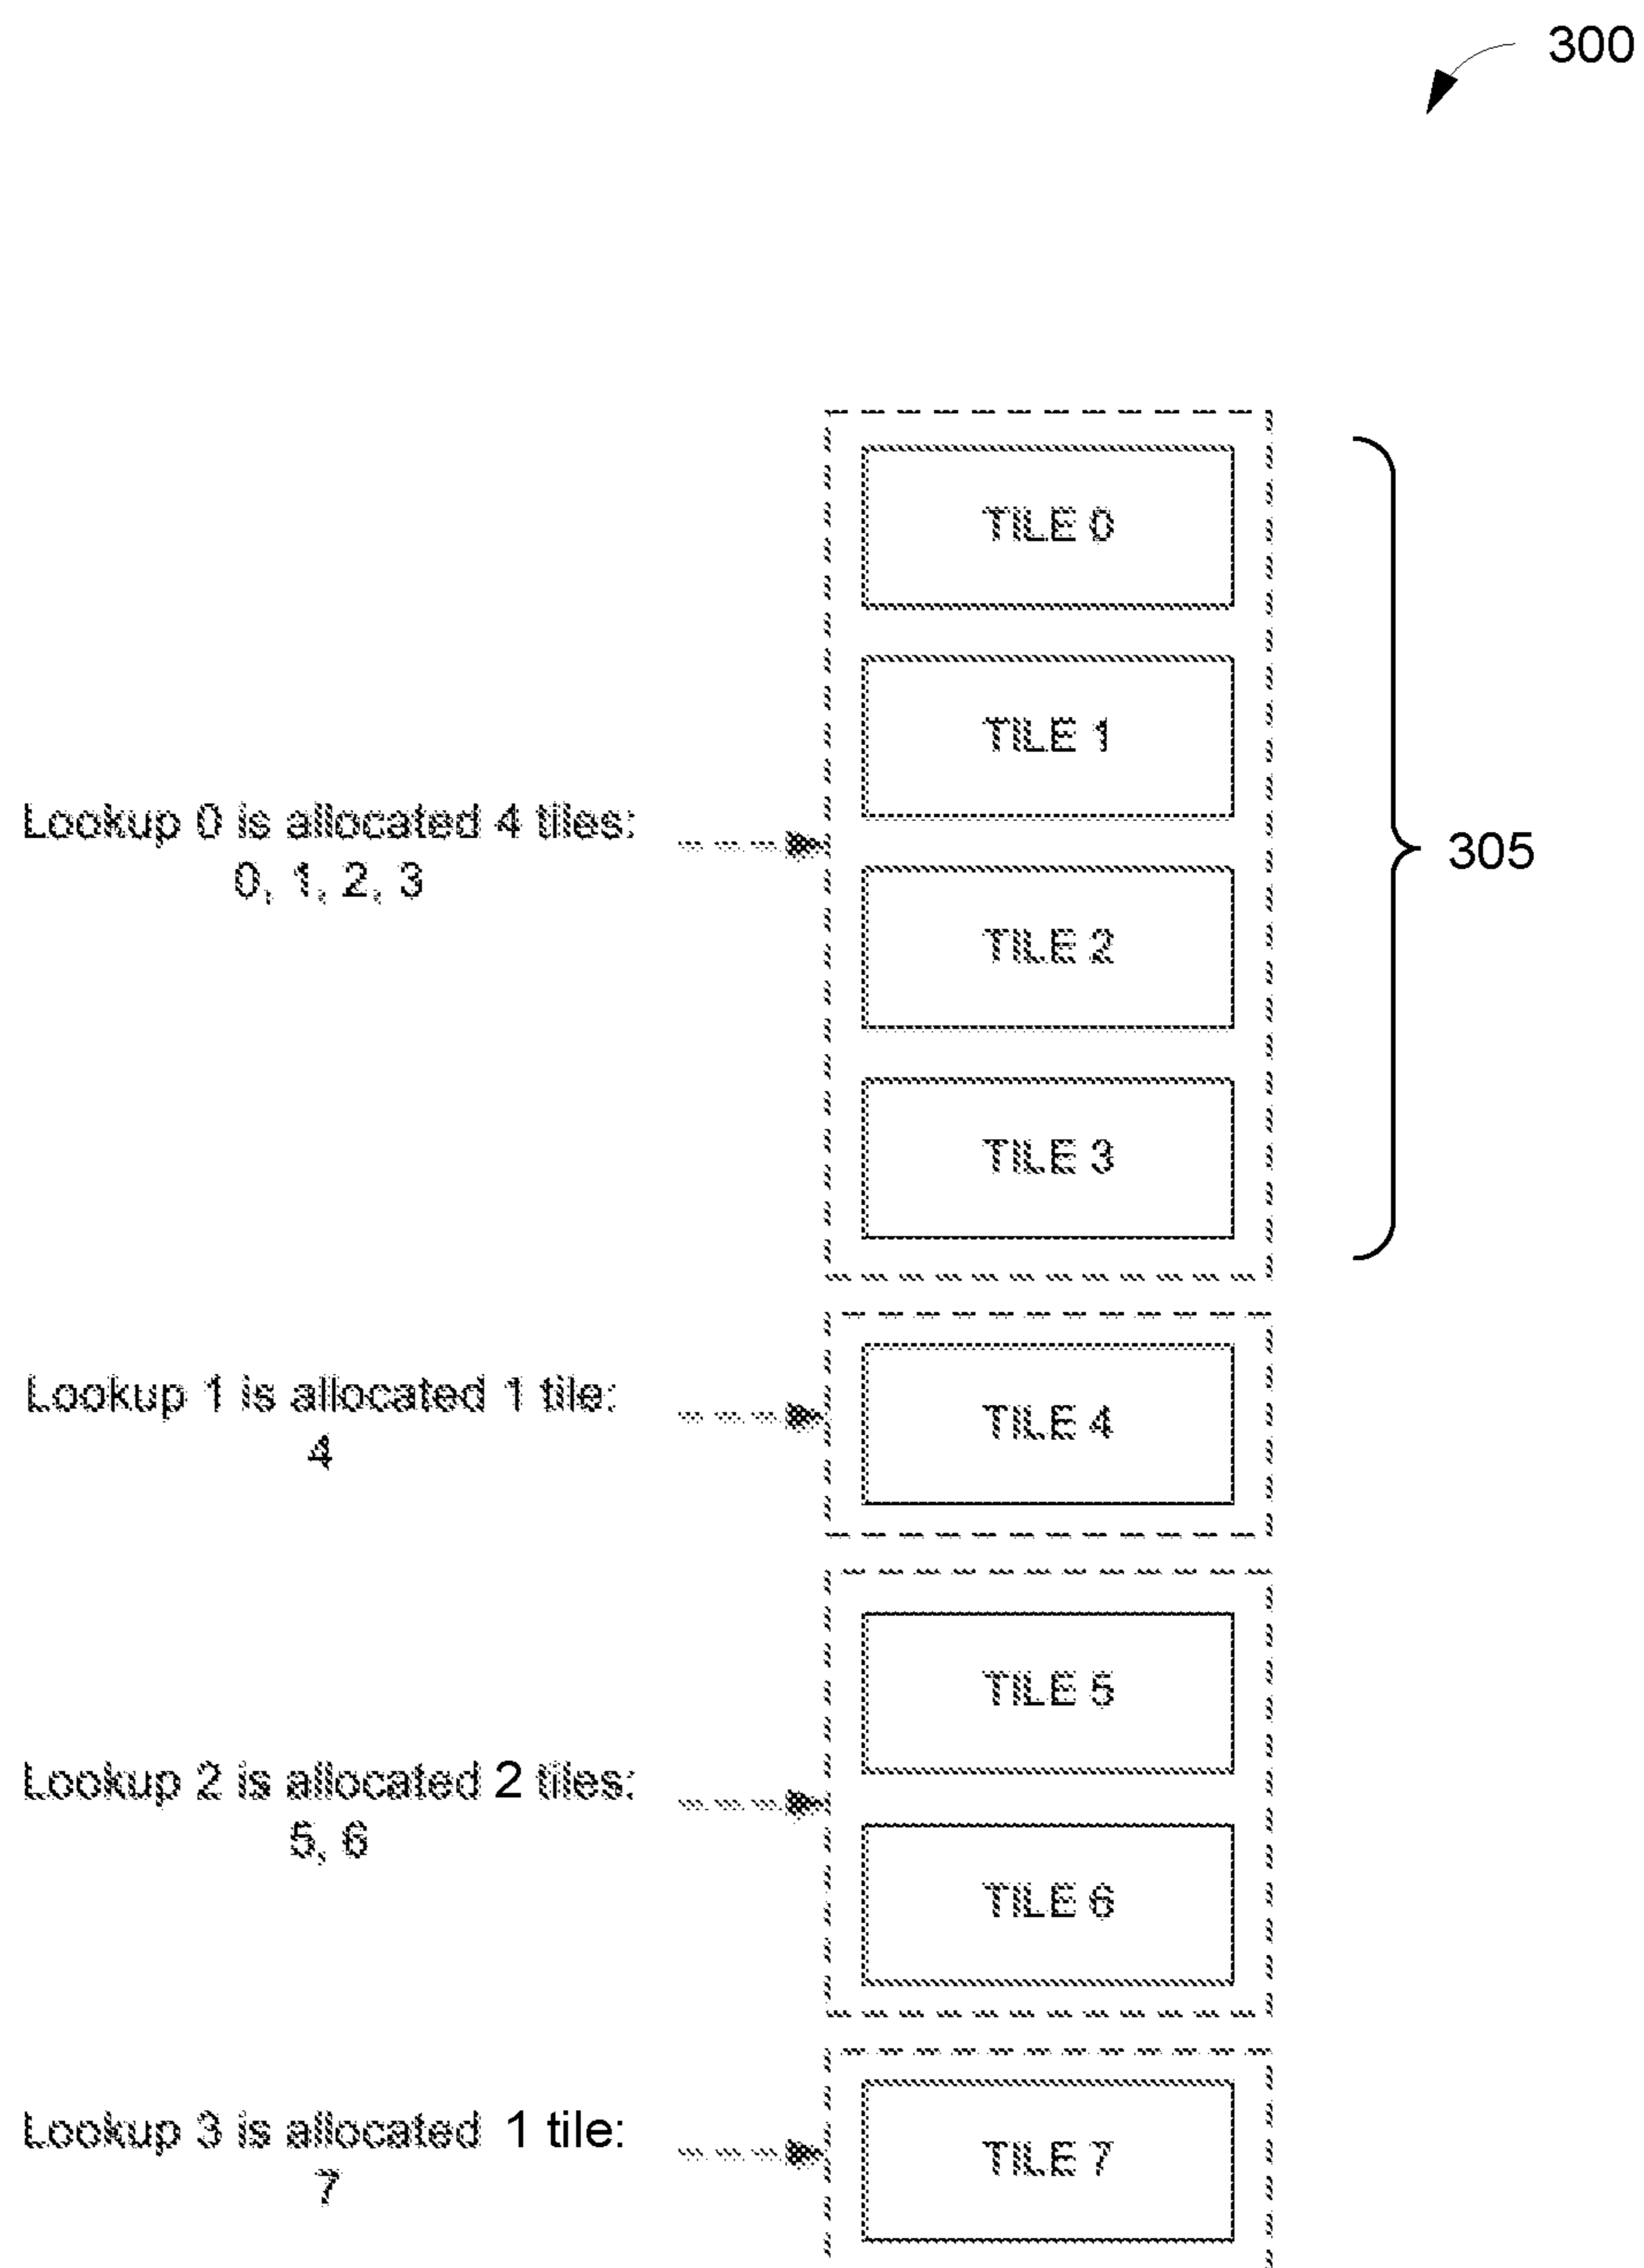 300
TILE 0
TILE 1
Lookup 0 is allocated 4 tiles:
0, 1, 2, 3
305
TILE 2
TILE 3
Lookup 1 is allocated 1 tile:
4
TILE 4
TILE 5
Lookup 2 is allocated 2 tiles:
5, 6
TILE 6
Lookup 3 is allocated 1 tile:
7
TILE 7